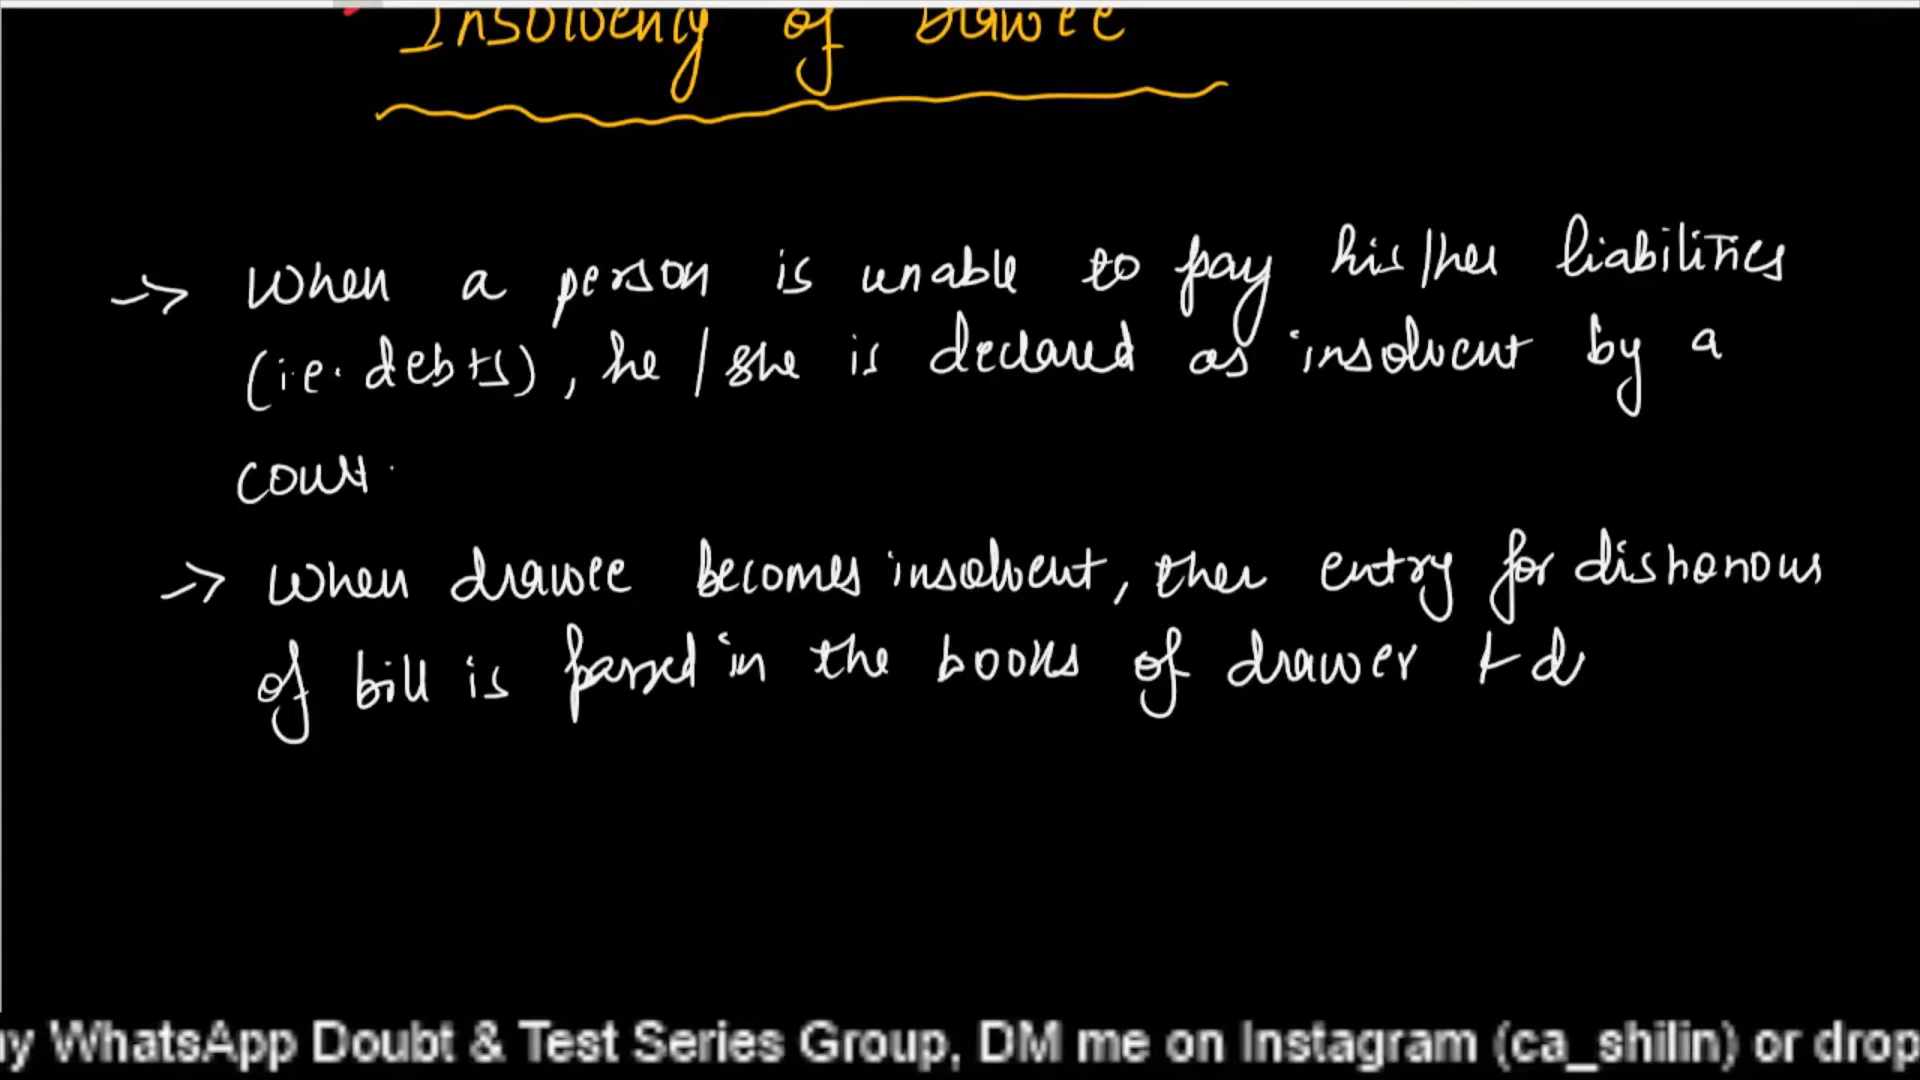 Insolvency of Drawee
-> When a person is unable to pay his/her liabilities
(i.e. debts), he / she is declared as insolvent by a
court.
-> When drawee becomes insolvent, then entry for dishonour
of bill is passed in the books of drawer + d
ny WhatsApp Doubt & Test Series Group, DM me on Instagram (ca_shilin) or drop